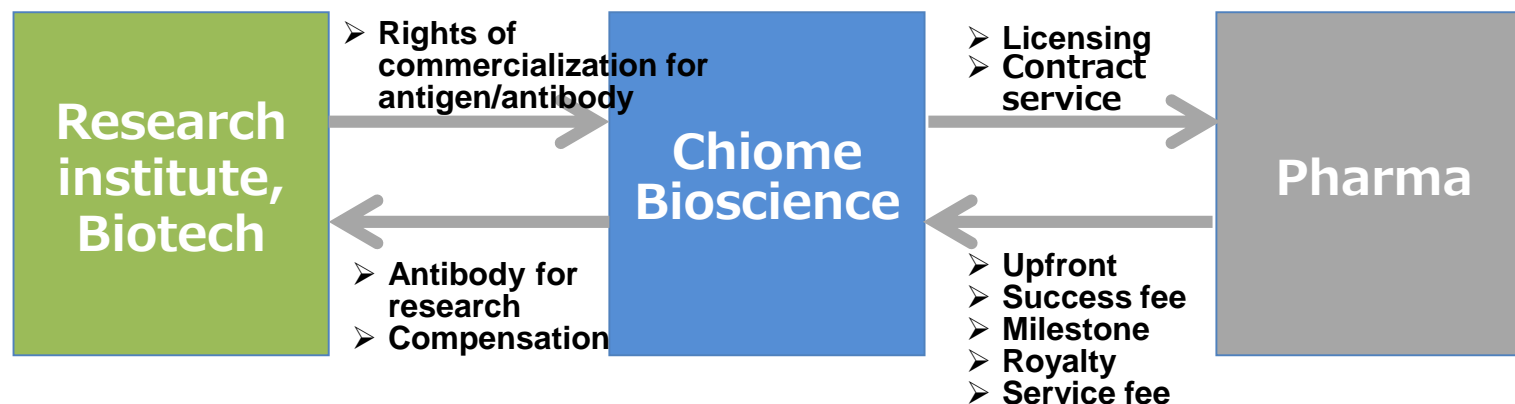 Research
institute,
Biotech
➢ Rights of
commercialization for
antigen/antibody
➢ Antibody for
research
➢ Compensation
Chiome
Bioscience
➢ Licensing
➢ Contract
service
➢ Upfront
➢ Success fee
➢ Milestone
➢ Royalty
➢ Service fee
Pharma